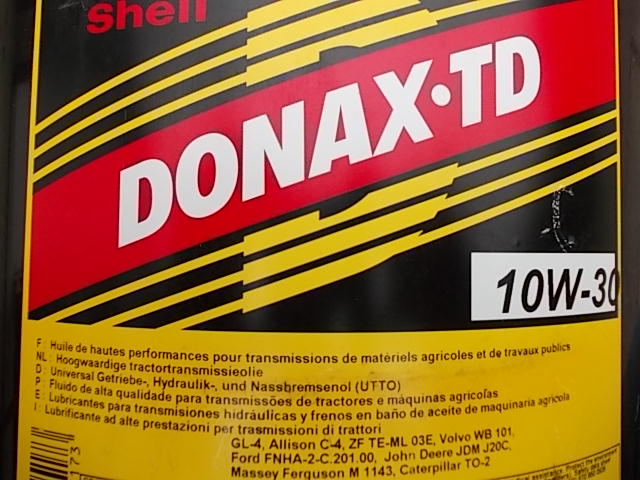 Shell
DONAX·TD
10W-30
F : Huile de hautes performances pour transmissions de matériels agricoles et de travaux publics
NL : Hoogwaardige tractortransmissieolie
D : Universal Getriebe-, Hydraulik-, und Nassbremsenol (UTTO)
P : Fluido de alta qualidade para transmissões de tractores e máquinas agrícolas
E : Lubricantes para transmisiones hidráulicas y frenos en baño de aceite de maquinaria agricola
I : Lubrificante ad alte prestazioni per trasmissioni di trattori
GL-4, Allison C-4, ZF TE-ML 03E, Volvo WB 101,
Ford FNHA-2-C.201.00, John Deere JDM J20C,
Massey Ferguson M 1143, Caterpillar TO-2